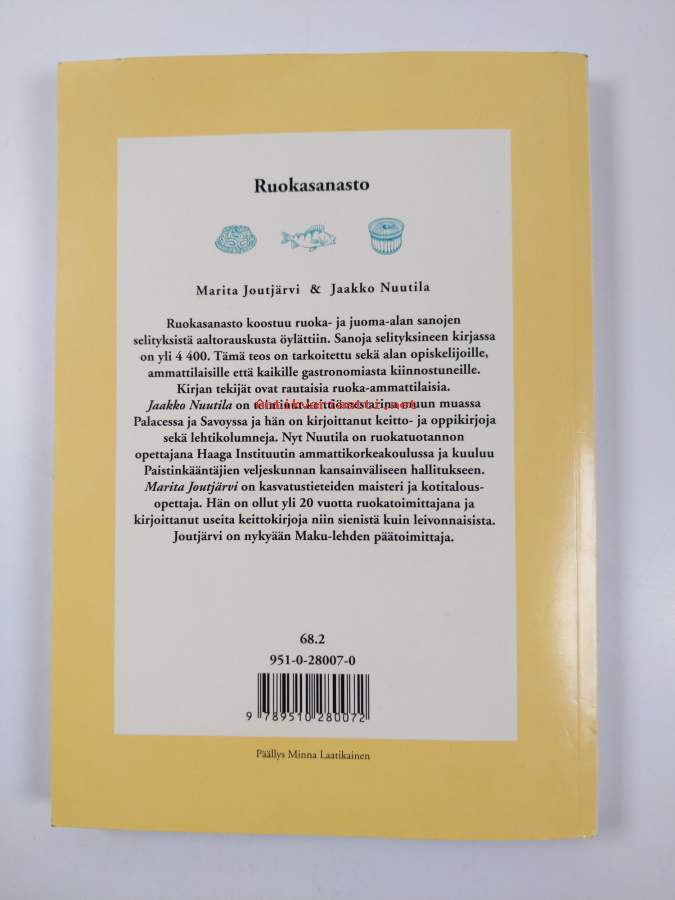 Ruokasanasto
Marita Joutjärvi & Jaakko Nuutila
Ruokasanasto koostuu ruoka- ja juoma-alan sanojen
selityksistä aaltorauskusta öylättiin. Sanoja selityksineen kirjassa
on yli 4 400. Tämä teos on tarkoitettu sekä alan opiskelijoille,
ammattilaisille että kaikille gastronomiasta kiinnostuneille.
Kirjan tekijät ovat rautaisia ruoka-ammattilaisia.
Jaakko Nuutila on toiminut keittiömestarina muun muassa
Antikvariaatti.net
Palacessa ja Savoyssa ja hän on kirjoittanut keitto- ja oppikirjoja
sekä lehtikolumneja. Nyt Nuutila on ruokatuotannon
opettajana Haaga Instituutin ammattikorkeakoulussa ja kuuluu
Paistinkääntäjien veljeskunnan kansainväliseen hallitukseen.
Marita Joutjärvi on kasvatustieteiden maisteri ja kotitalous-
opettaja. Hän on ollut yli 20 vuotta ruokatoimittajana ja
kirjoittanut useita keittokirjoja niin sienistä kuin leivonnaisista.
Joutjärvi on nykyään Maku-lehden päätoimittaja.
68.2
951-0-28007-0
9 789510 280072
Päällys Minna Laatikainen